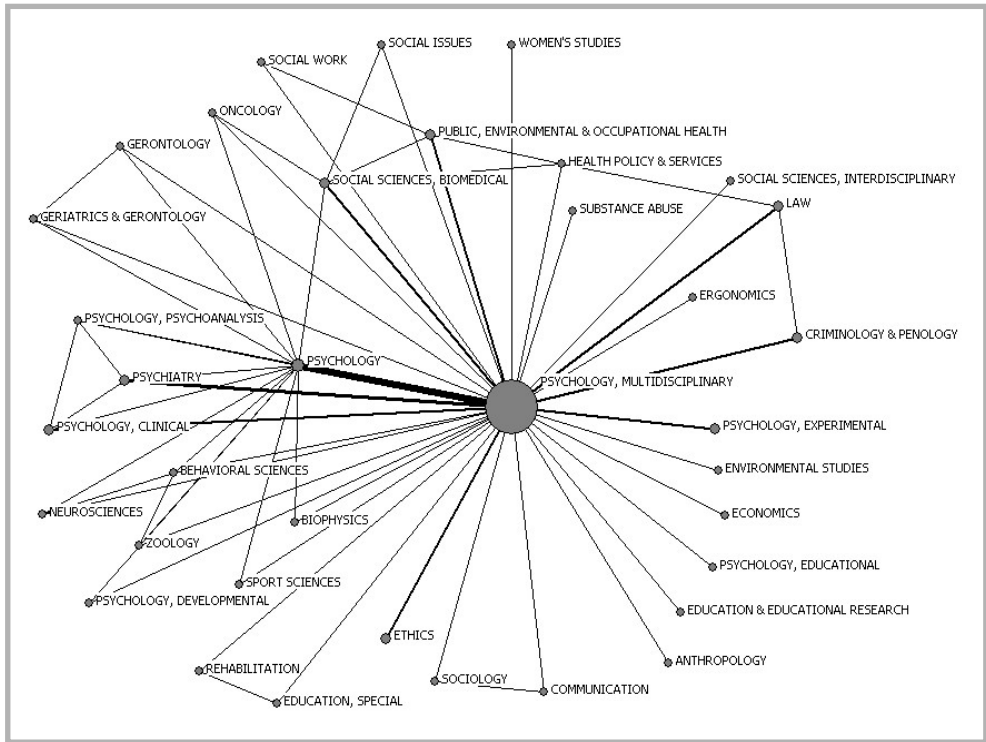 SOCIAL ISSUES
WOMEN'S STUDIES
SOCIAL WORK
ONCOLOGY
PUBLIC, ENVIRONMENTAL & OCCUPATIONAL HEALTH
GERONTOLOGY
HEALTH POLICY & SERVICES
SOCIAL SCIENCES, BIOMEDICAL
SOCIAL SCIENCES, INTERDISCIPLINARY
LAW
SUBSTANCE ABUSE
GERIATRICS & GERONTOLOGY
ERGONOMICS
PSYCHOLOGY, PSYCHOANALYSIS
CRIMINOLOGY & PENOLOGY
PSYCHOLOGY
PSYCHIATRY
PSYCHOLOGY, MULTIDISCIPLINARY
PSYCHOLOGY, CLINICAL
PSYCHOLOGY, EXPERIMENTAL
BEHAVIORAL SCIENCES
ENVIRONMENTAL STUDIES
NEUROSCIENCES
BIOPHYSICS
ECONOMICS
ZOOLOGY
PSYCHOLOGY, EDUCATIONAL
SPORT SCIENCES
PSYCHOLOGY, DEVELOPMENTAL
EDUCATION & EDUCATIONAL RESEARCH
ETHICS
ANTHROPOLOGY
REHABILITATION
SOCIOLOGY
COMMUNICATION
EDUCATION, SPECIAL